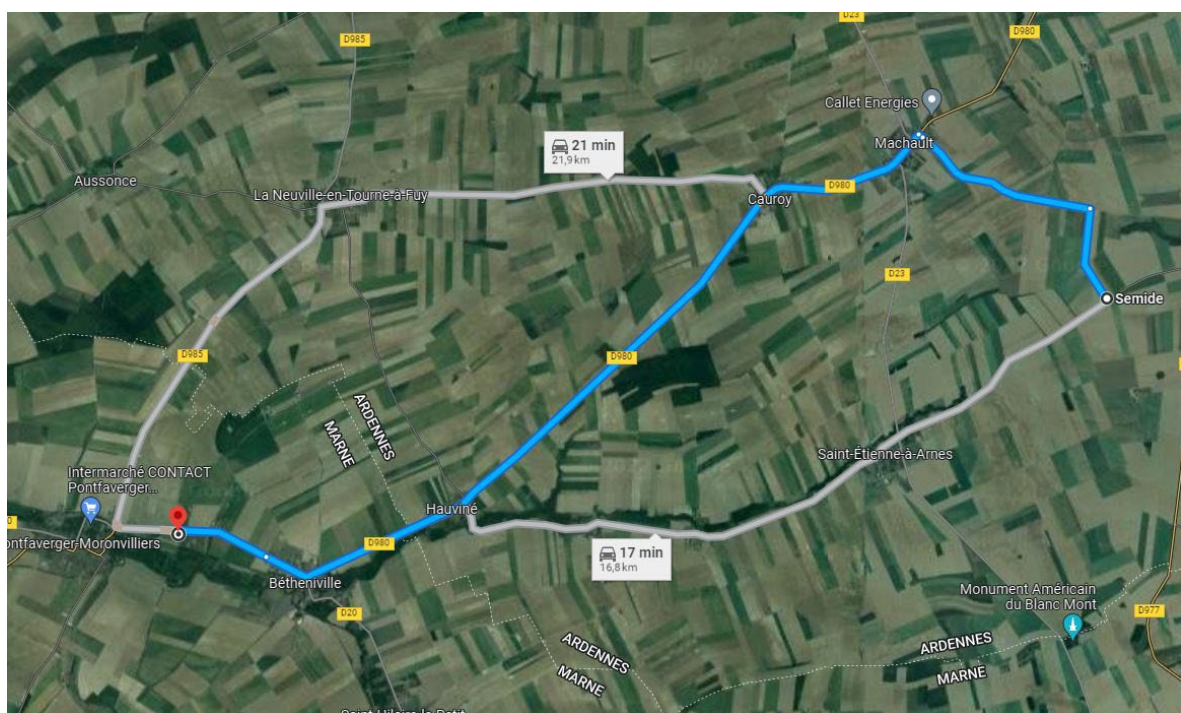 D23
D985
D980
Callet Energies
Machault
21 min
21,9 km
Aussonce
La Neuville-en-Tourne-à-Fuy
D980
Cauroy
D23
Semide
D985
D980
ARDENNES
MARNE
Saint-Étienne-à-Arnes
Intermarché CONTACT
Pontfaverger...
Hauviné
ontfaverger-Moronvilliers
D980
17 min
16,8 km
Bétheniville
D20
Monument Américain
du Blanc Mont
D977
ARDENNES
MARNE
ARDENNES
MARNE